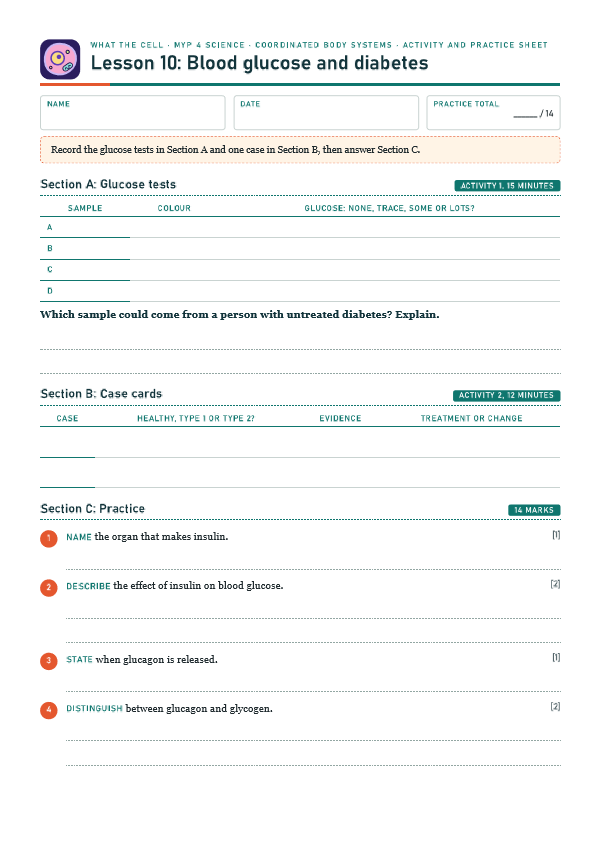 WHAT THE CELL · MYP 4 SCIENCE · COORDINATED BODY SYSTEMS · ACTIVITY AND PRACTICE SHEET
Lesson 10: Blood glucose and diabetes
NAME
DATE
PRACTICE TOTAL
_____ / 14
Record the glucose tests in Section A and one case in Section B, then answer Section C.
Section A: Glucose tests
ACTIVITY 1, 15 MINUTES
SAMPLE COLOUR GLUCOSE: NONE, TRACE, SOME OR LOTS?
A
B
C
D
Which sample could come from a person with untreated diabetes? Explain.
Section B: Case cards
ACTIVITY 2, 12 MINUTES
CASE HEALTHY, TYPE 1 OR TYPE 2? EVIDENCE TREATMENT OR CHANGE
Section C: Practice
14 MARKS
1 NAME the organ that makes insulin. [1]
2 DESCRIBE the effect of insulin on blood glucose. [2]
3 STATE when glucagon is released. [1]
4 DISTINGUISH between glucagon and glycogen. [2]